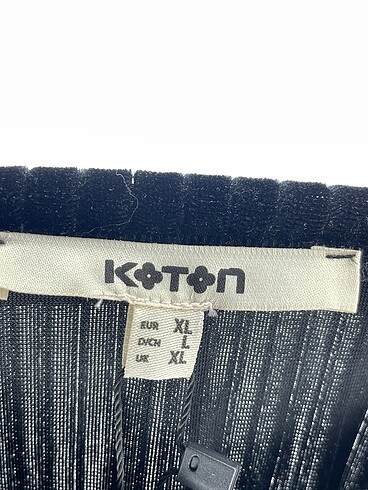 KOTON
EUR XL
D/CH L
UK XL